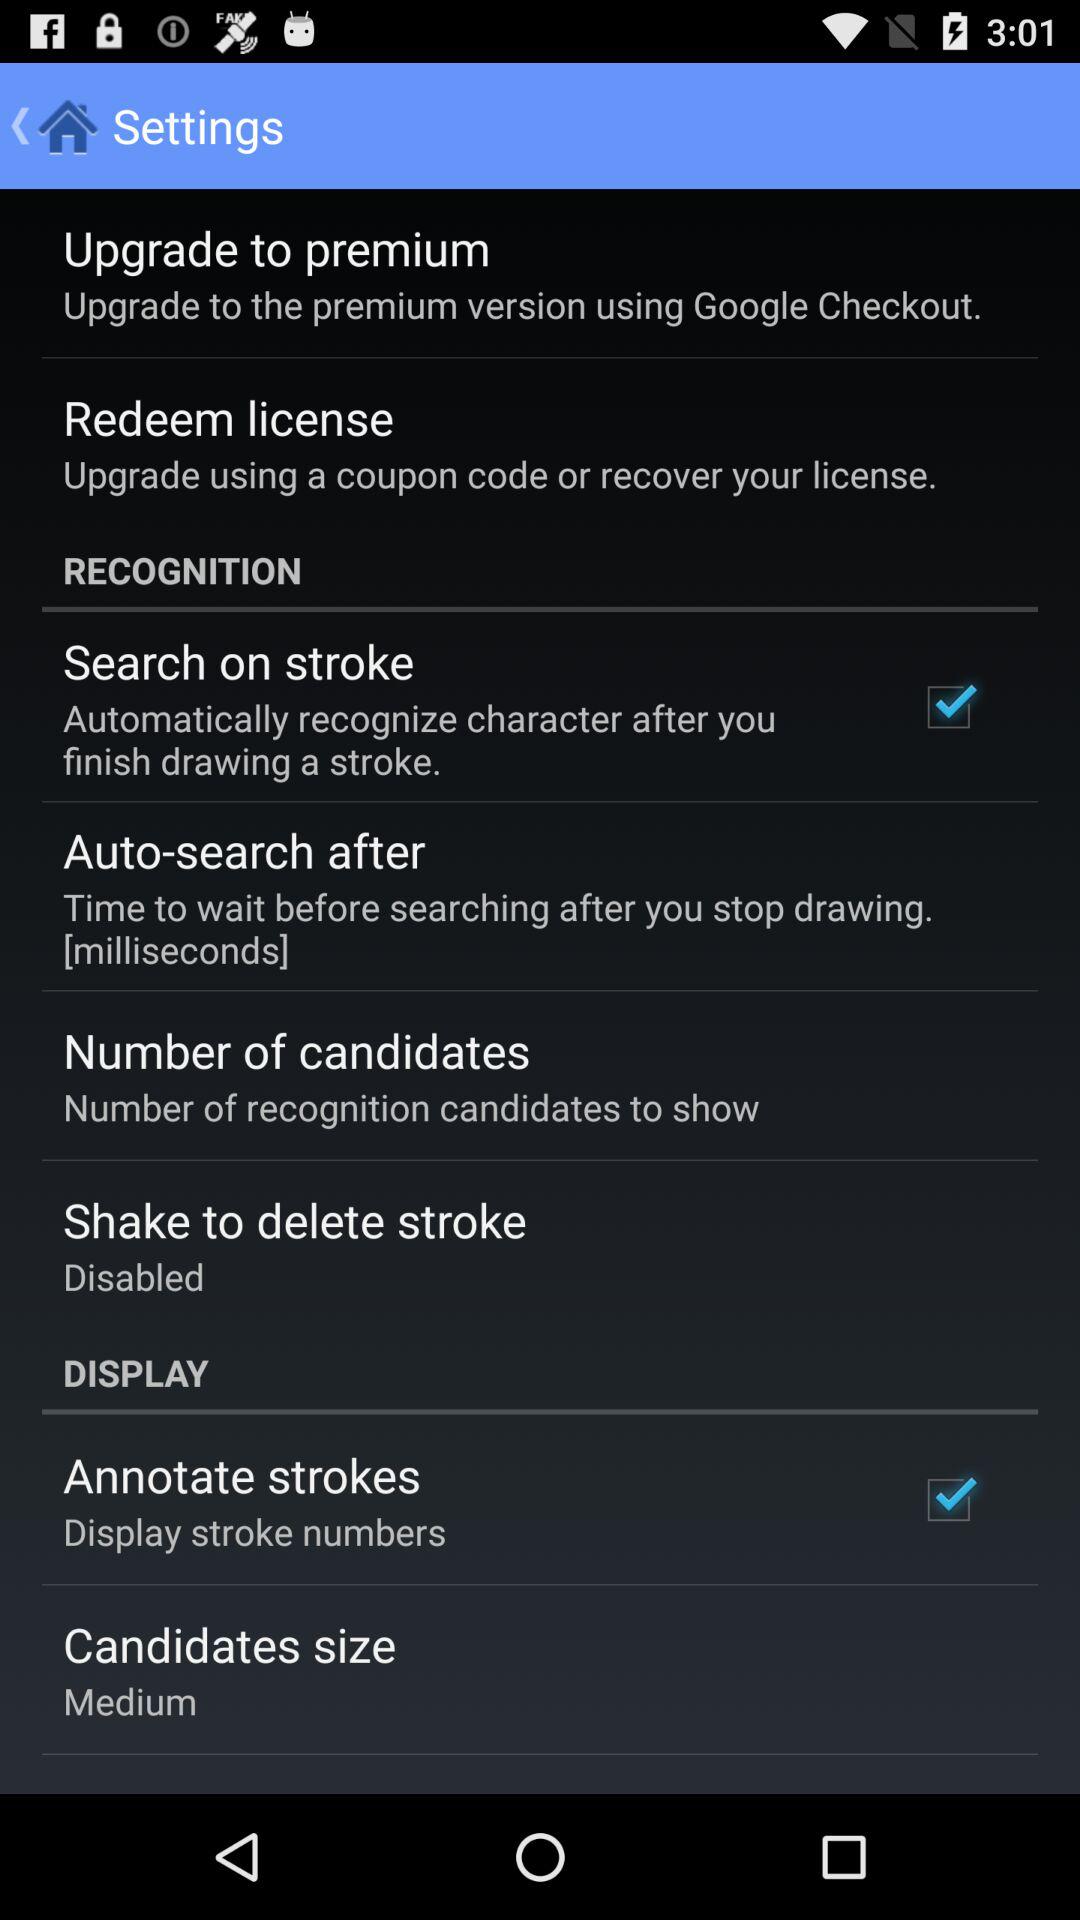 FAKE
3:01
Settings
Upgrade to premium
Upgrade to the premium version using Google Checkout.
Redeem license
Upgrade using a coupon code or recover your license.
RECOGNITION
Search on stroke
Automatically recognize character after you
finish drawing a stroke.
Auto-search after
Time to wait before searching after you stop drawing.
[milliseconds]
Number of candidates
Number of recognition candidates to show
Shake to delete stroke
Disabled
DISPLAY
Annotate strokes
Display stroke numbers
Candidates size
Medium